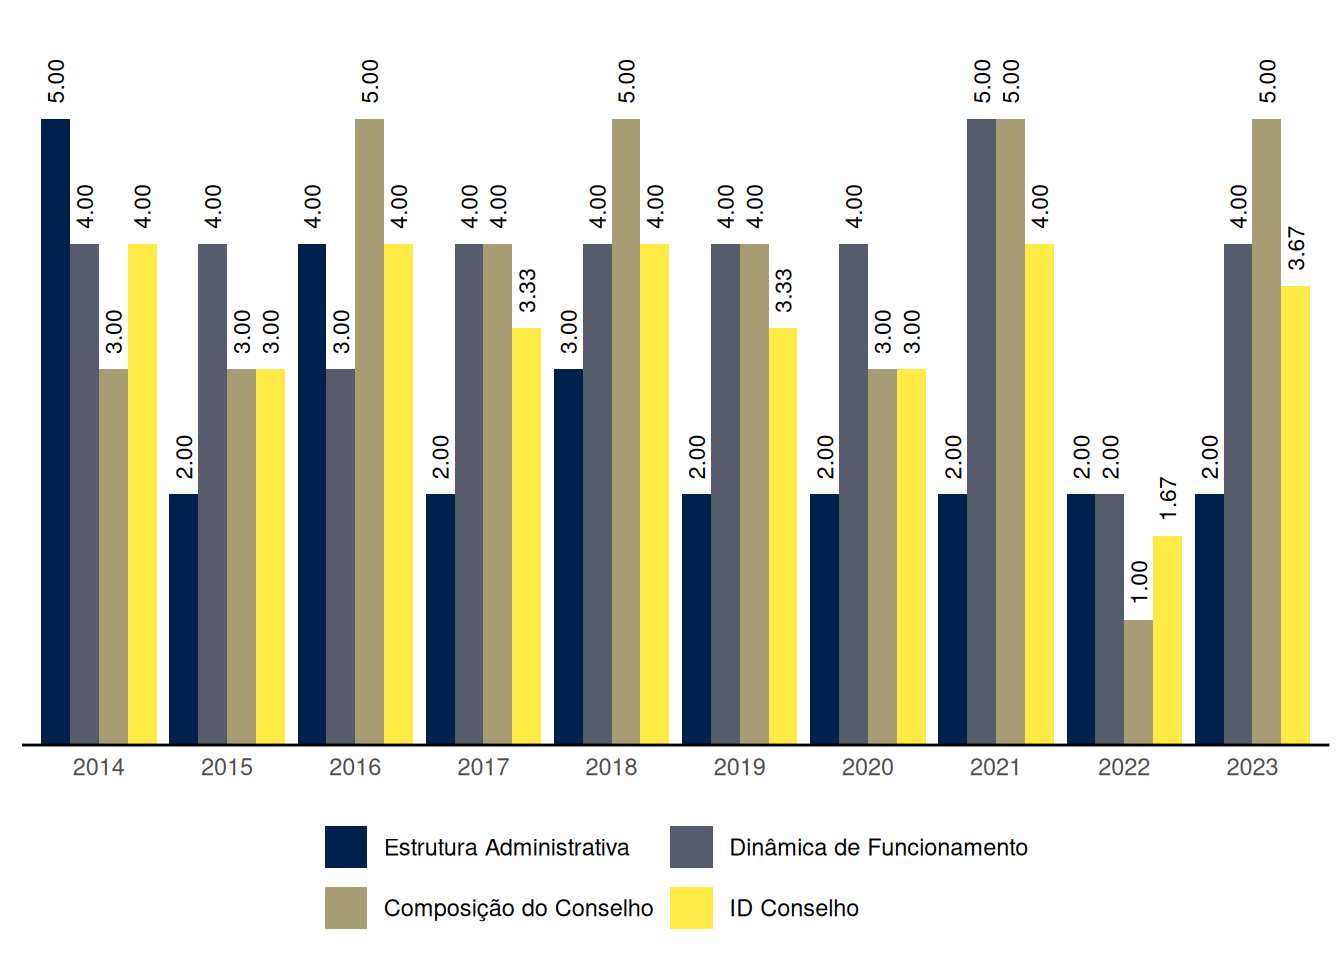 5.00 4.00 3.00 4.00 2.00 4.00 3.00 3.00 4.00 3.00 5.00 4.00 2.00 4.00 4.00 3.33 3.00 4.00 5.00 4.00 2.00 4.00 4.00 3.33 2.00 4.00 3.00 3.00 2.00 5.00 5.00 4.00 2.00 2.00 1.00 1.67 2.00 4.00 5.00 3.67
2014 2015 2016 2017 2018 2019 2020 2021 2022 2023
Estrutura Administrativa Dinâmica de Funcionamento
Composição do Conselho ID Conselho